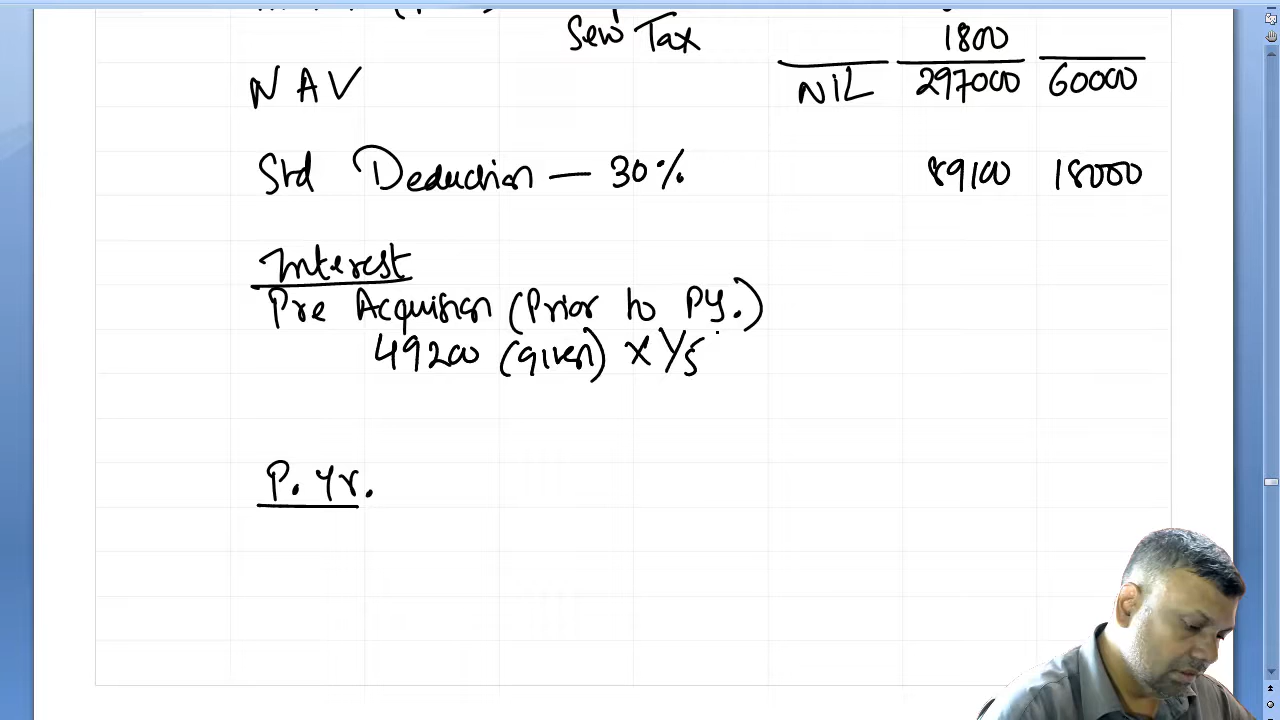 Sew Tax 1800
NAV NIL 297000 60000
Std Deduction — 30% 89100 18000
Interest
Pre Acquisition (Prior to PY.)
49200 (given) X 1/5
P. Yr.